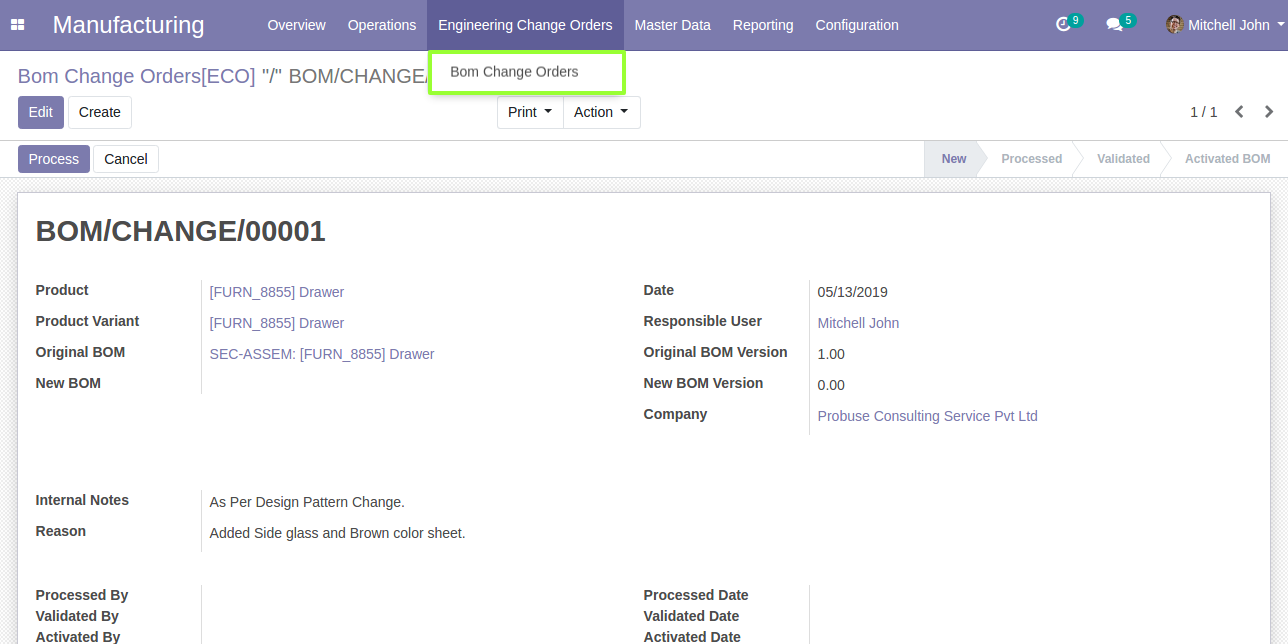 Manufacturing Overview Operations Engineering Change Orders Master Data Reporting Configuration 9 5 Mitchell John
Bom Change Orders
Bom Change Orders[ECO] "/" BOM/CHANGE/
Edit Create Print Action 1 / 1
Process Cancel New Processed Validated Activated BOM
BOM/CHANGE/00001
Product [FURN_8855] Drawer
Product Variant [FURN_8855] Drawer
Original BOM SEC-ASSEM: [FURN_8855] Drawer
New BOM
Date 05/13/2019
Responsible User Mitchell John
Original BOM Version 1.00
New BOM Version 0.00
Company Probuse Consulting Service Pvt Ltd
Internal Notes As Per Design Pattern Change.
Reason Added Side glass and Brown color sheet.
Processed By
Validated By
Activated By
Processed Date
Validated Date
Activated Date